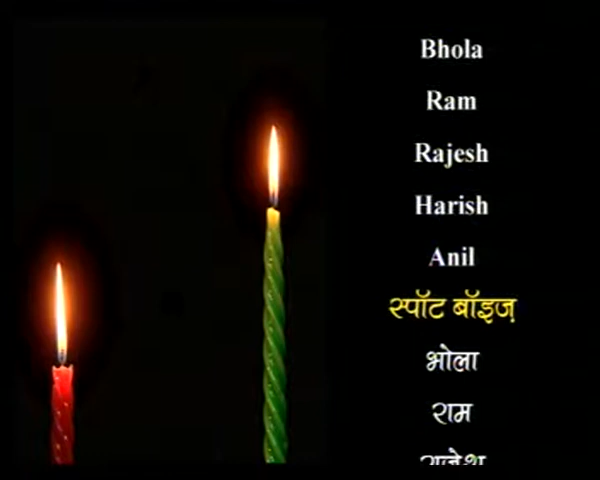 Bhola
Ram
Rajesh
Harish
Anil
स्पॉट बॉइज़
भोला
राम
राजेश